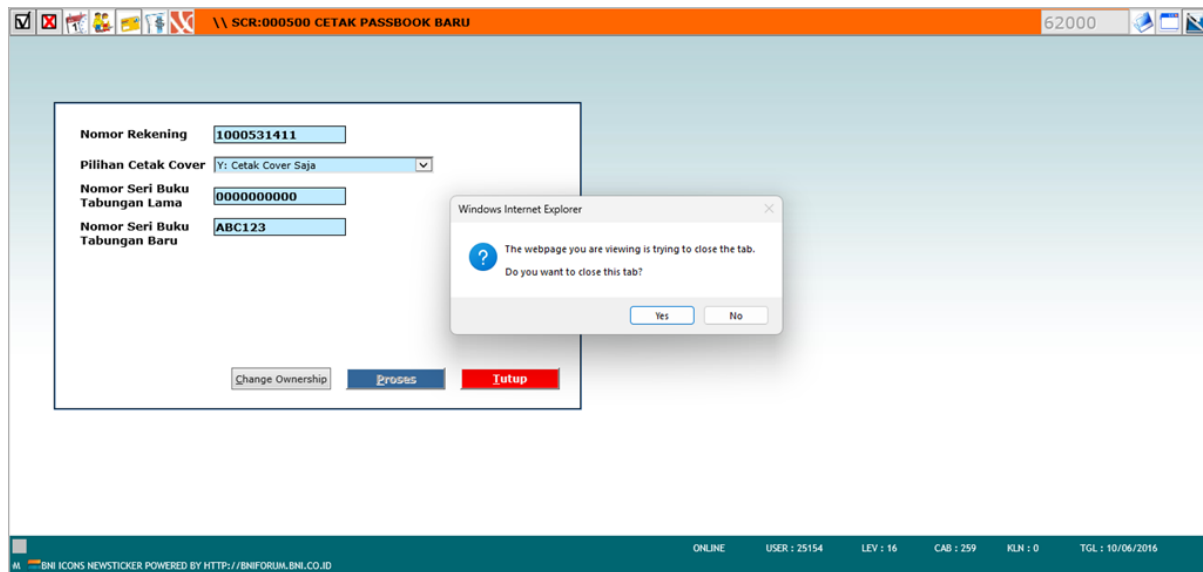 \\ SCR:000500 CETAK PASSBOOK BARU
62000
Nomor Rekening 1000531411
Pilihan Cetak Cover Y: Cetak Cover Saja
Nomor Seri Buku
Tabungan Lama 0000000000
Nomor Seri Buku
Tabungan Baru ABC123
Windows Internet Explorer
The webpage you are viewing is trying to close the tab.
Do you want to close this tab?
Yes No
Change Ownership Proses Tutup
ONLINE USER : 25154 LEV : 16 CAB : 259 KLN : 0 TGL : 10/06/2016
M BNI ICONS NEWSTICKER POWERED BY HTTP://BNIFORUM.BNI.CO.ID